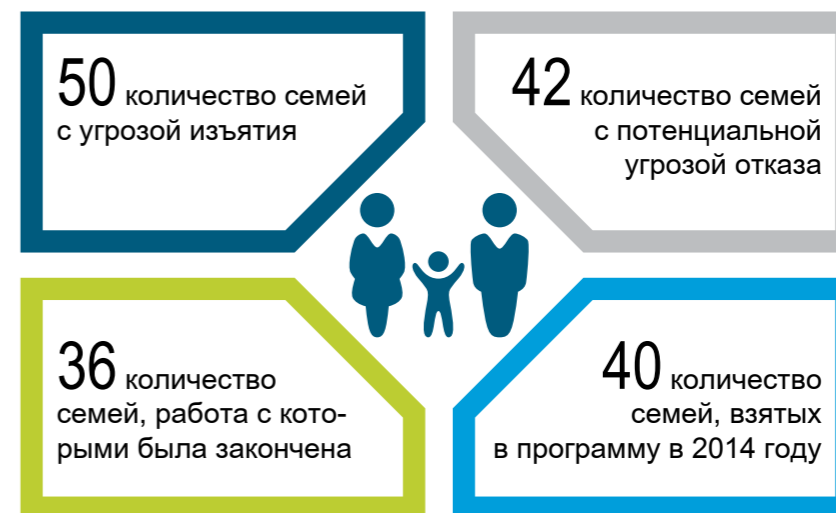 50 количество семей
с угрозой изъятия
42 количество семей
с потенциальной
угрозой отказа
36 количество
семей, работа с кото-
рыми была закончена
40 количество
семей, взятых
в программу в 2014 году